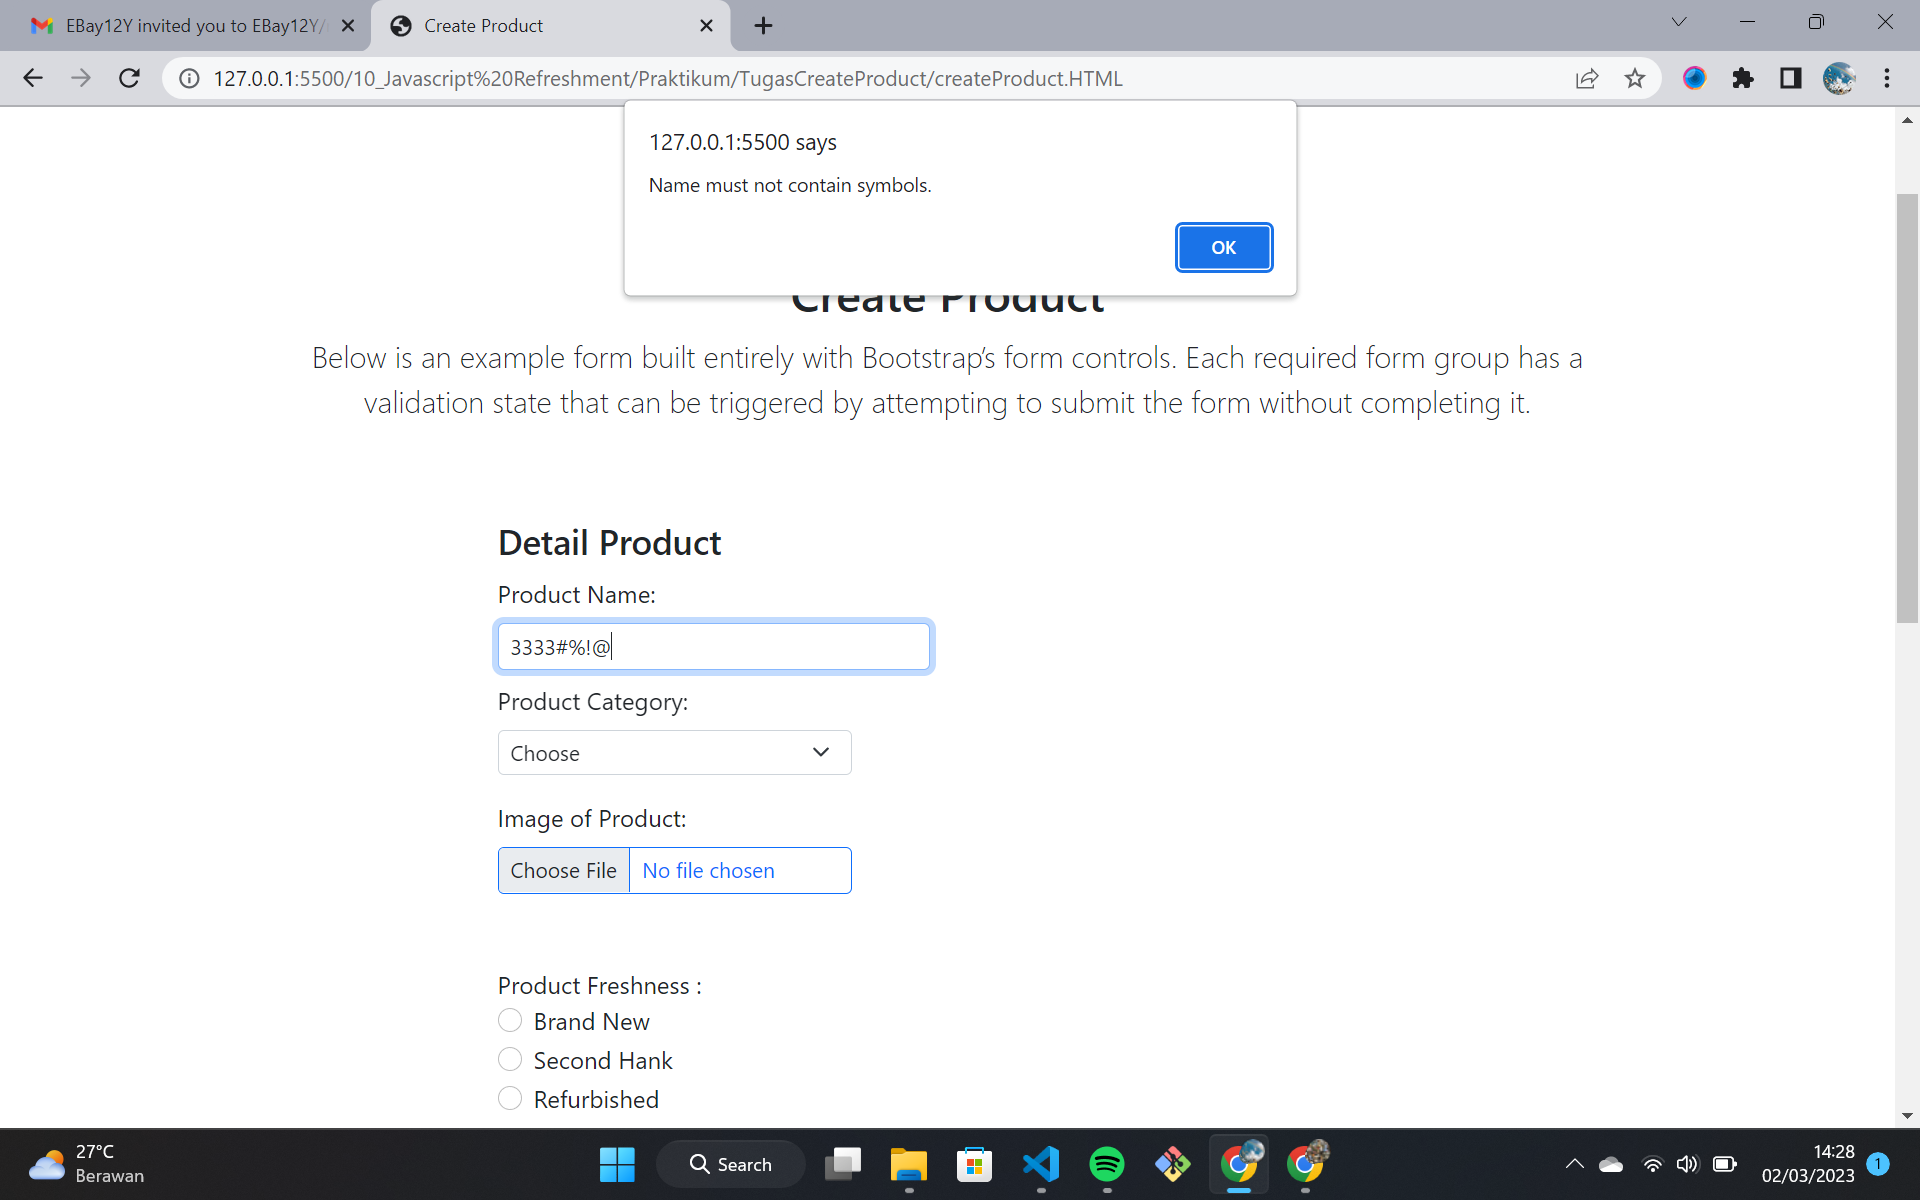 EBay12Y invited you to EBay12Y/
Create Product
127.0.0.1:5500/10_Javascript%20Refreshment/Praktikum/TugasCreateProduct/createProduct.HTML
127.0.0.1:5500 says
Name must not contain symbols.
OK
Create Product
Below is an example form built entirely with Bootstrap’s form controls. Each required form group has a
validation state that can be triggered by attempting to submit the form without completing it.
Detail Product
Product Name:
3333#%!@
Product Category:
Choose
Image of Product:
Choose File No file chosen
Product Freshness :
Brand New
Second Hank
Refurbished
27°C
Berawan
Search
14:28
02/03/2023
1